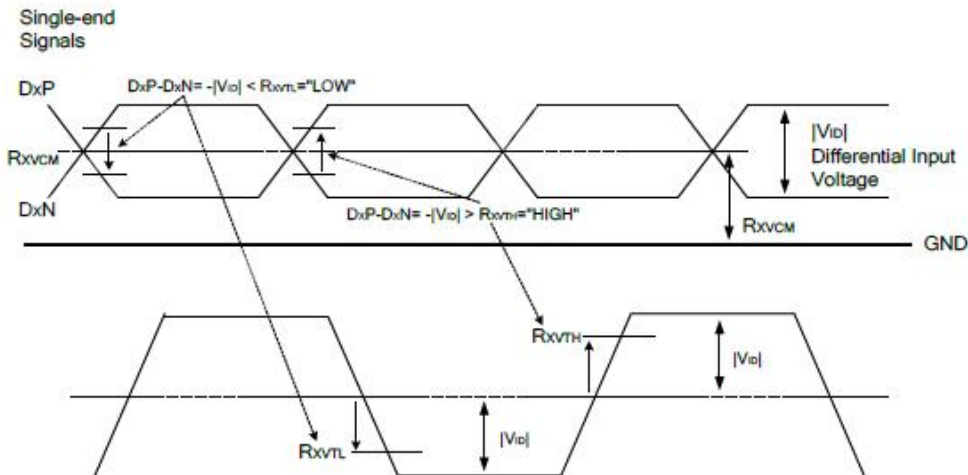 Single-end
Signals
DxP
DxP-DxN= -|VID| < RXVTL="LOW"
|VID|
Differential Input
Voltage
RXVCM
DxN
DxP-DxN= -|VID| > RXVTH="HIGH"
RXVCM
GND
RXVTH
|VID|
|VID|
RXVTL